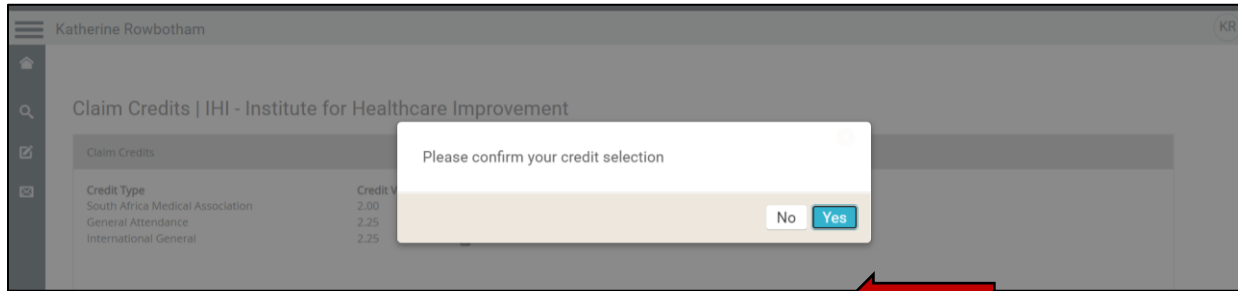 Katherine Rowbotham
KR
Claim Credits | IHI - Institute for Healthcare Improvement
Claim Credits
Please confirm your credit selection
Credit Type Credit V
South Africa Medical Association 2.00
General Attendance 2.25
International General 2.25
No Yes